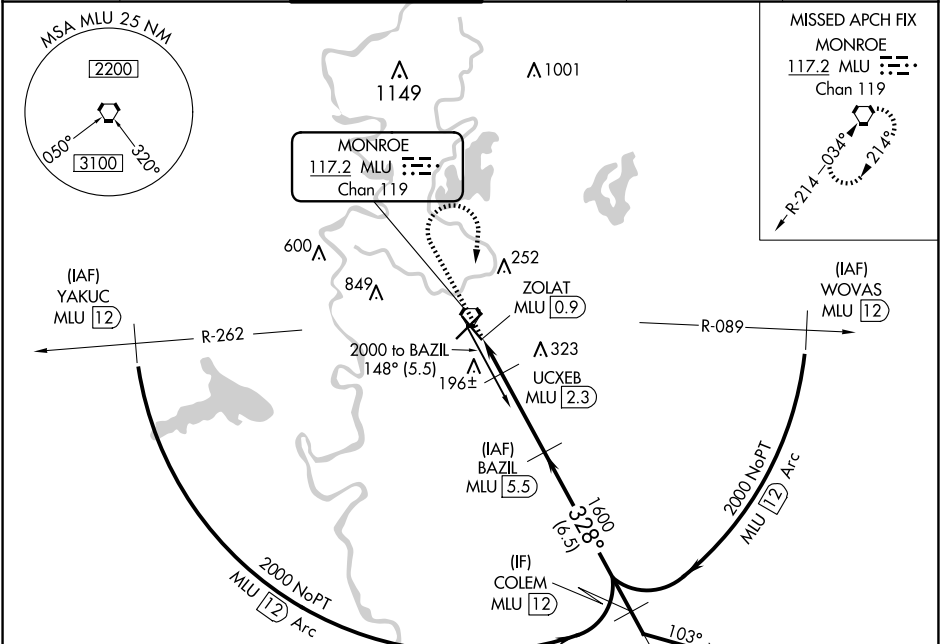 MSA MLU 25 NM
2200
050°
320°
3100
1149
1001
MISSED APCH FIX
MONROE
117.2 MLU
Chan 119
R-214
034°
214°
MONROE
117.2 MLU
Chan 119
600
849
252
(IAF)
YAKUC
MLU 12
R-262
ZOLAT
MLU 0.9
(IAF)
WOVAS
MLU 12
R-089
2000 to BAZIL
148° (5.5)
196±
323
UCXEB
MLU 2.3
(IAF)
BAZIL
MLU 5.5
1600
328°
(6.5)
2000 NoPT
MLU 12 Arc
(IF)
COLEM
MLU 12
2000 NoPT
MLU 12 Arc
103°